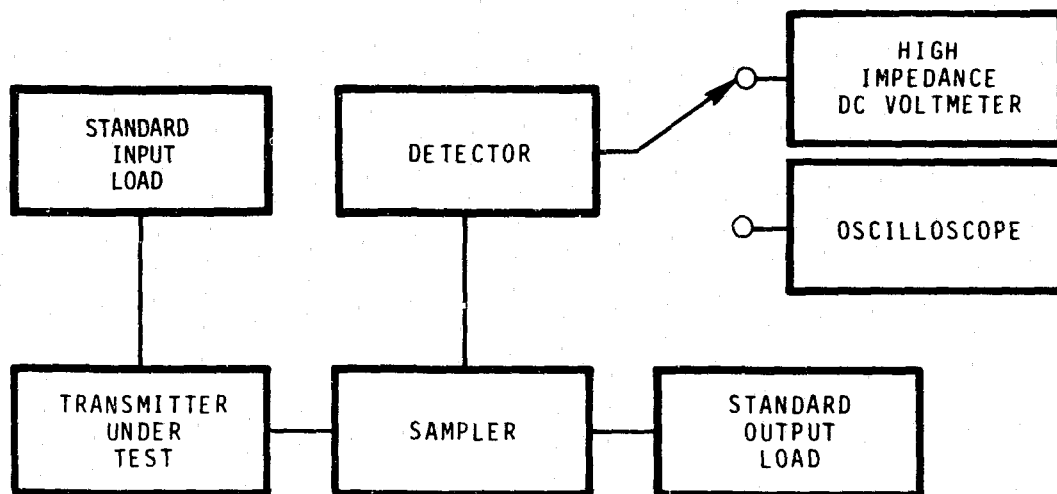 HIGH
IMPEDANCE
DC VOLTMETER
STANDARD
INPUT
LOAD
DETECTOR
OSCILLOSCOPE
TRANSMITTER
UNDER
TEST
SAMPLER
STANDARD
OUTPUT
LOAD